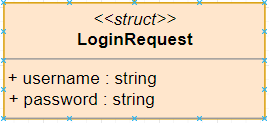 <<struct>>
LoginRequest
+ username : string
+ password : string